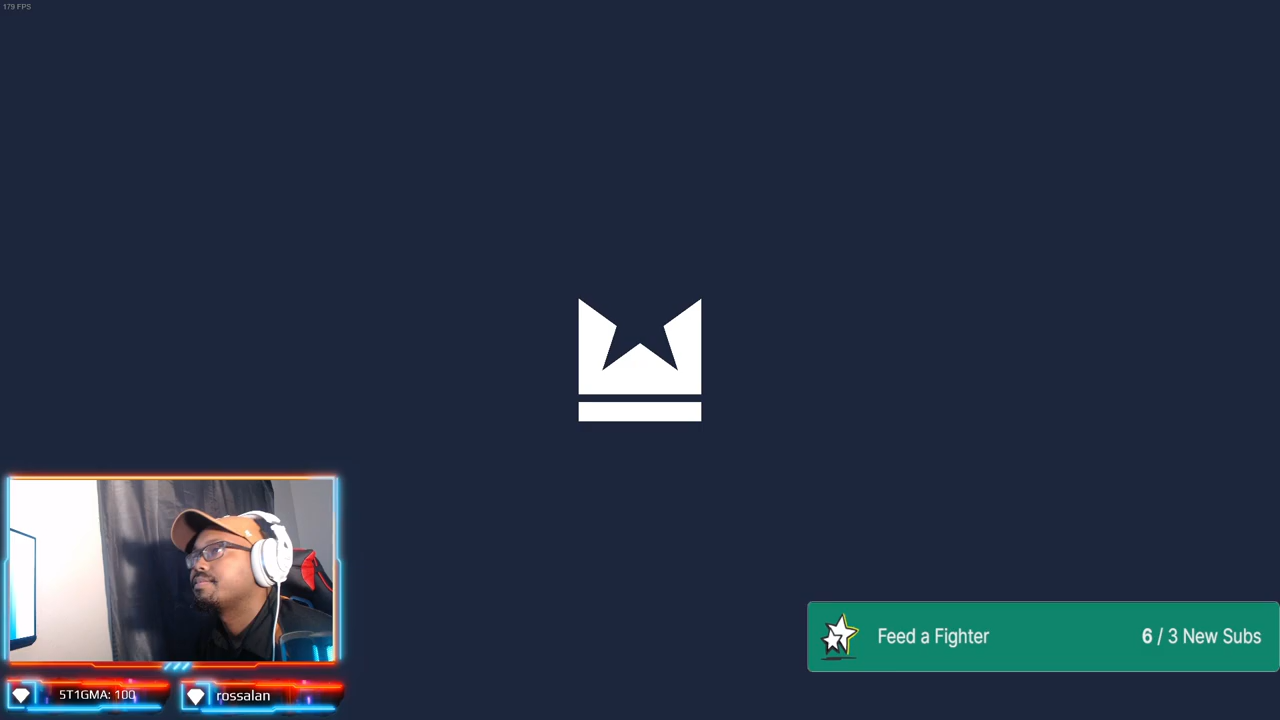 179 FPS
Feed a Fighter
6 / 3 New Subs
5T1GMA: 100
rossalan